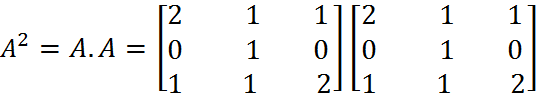 A² = A.A = [2 1 1; 0 1 0; 1 1 2] [2 1 1; 0 1 0; 1 1 2]